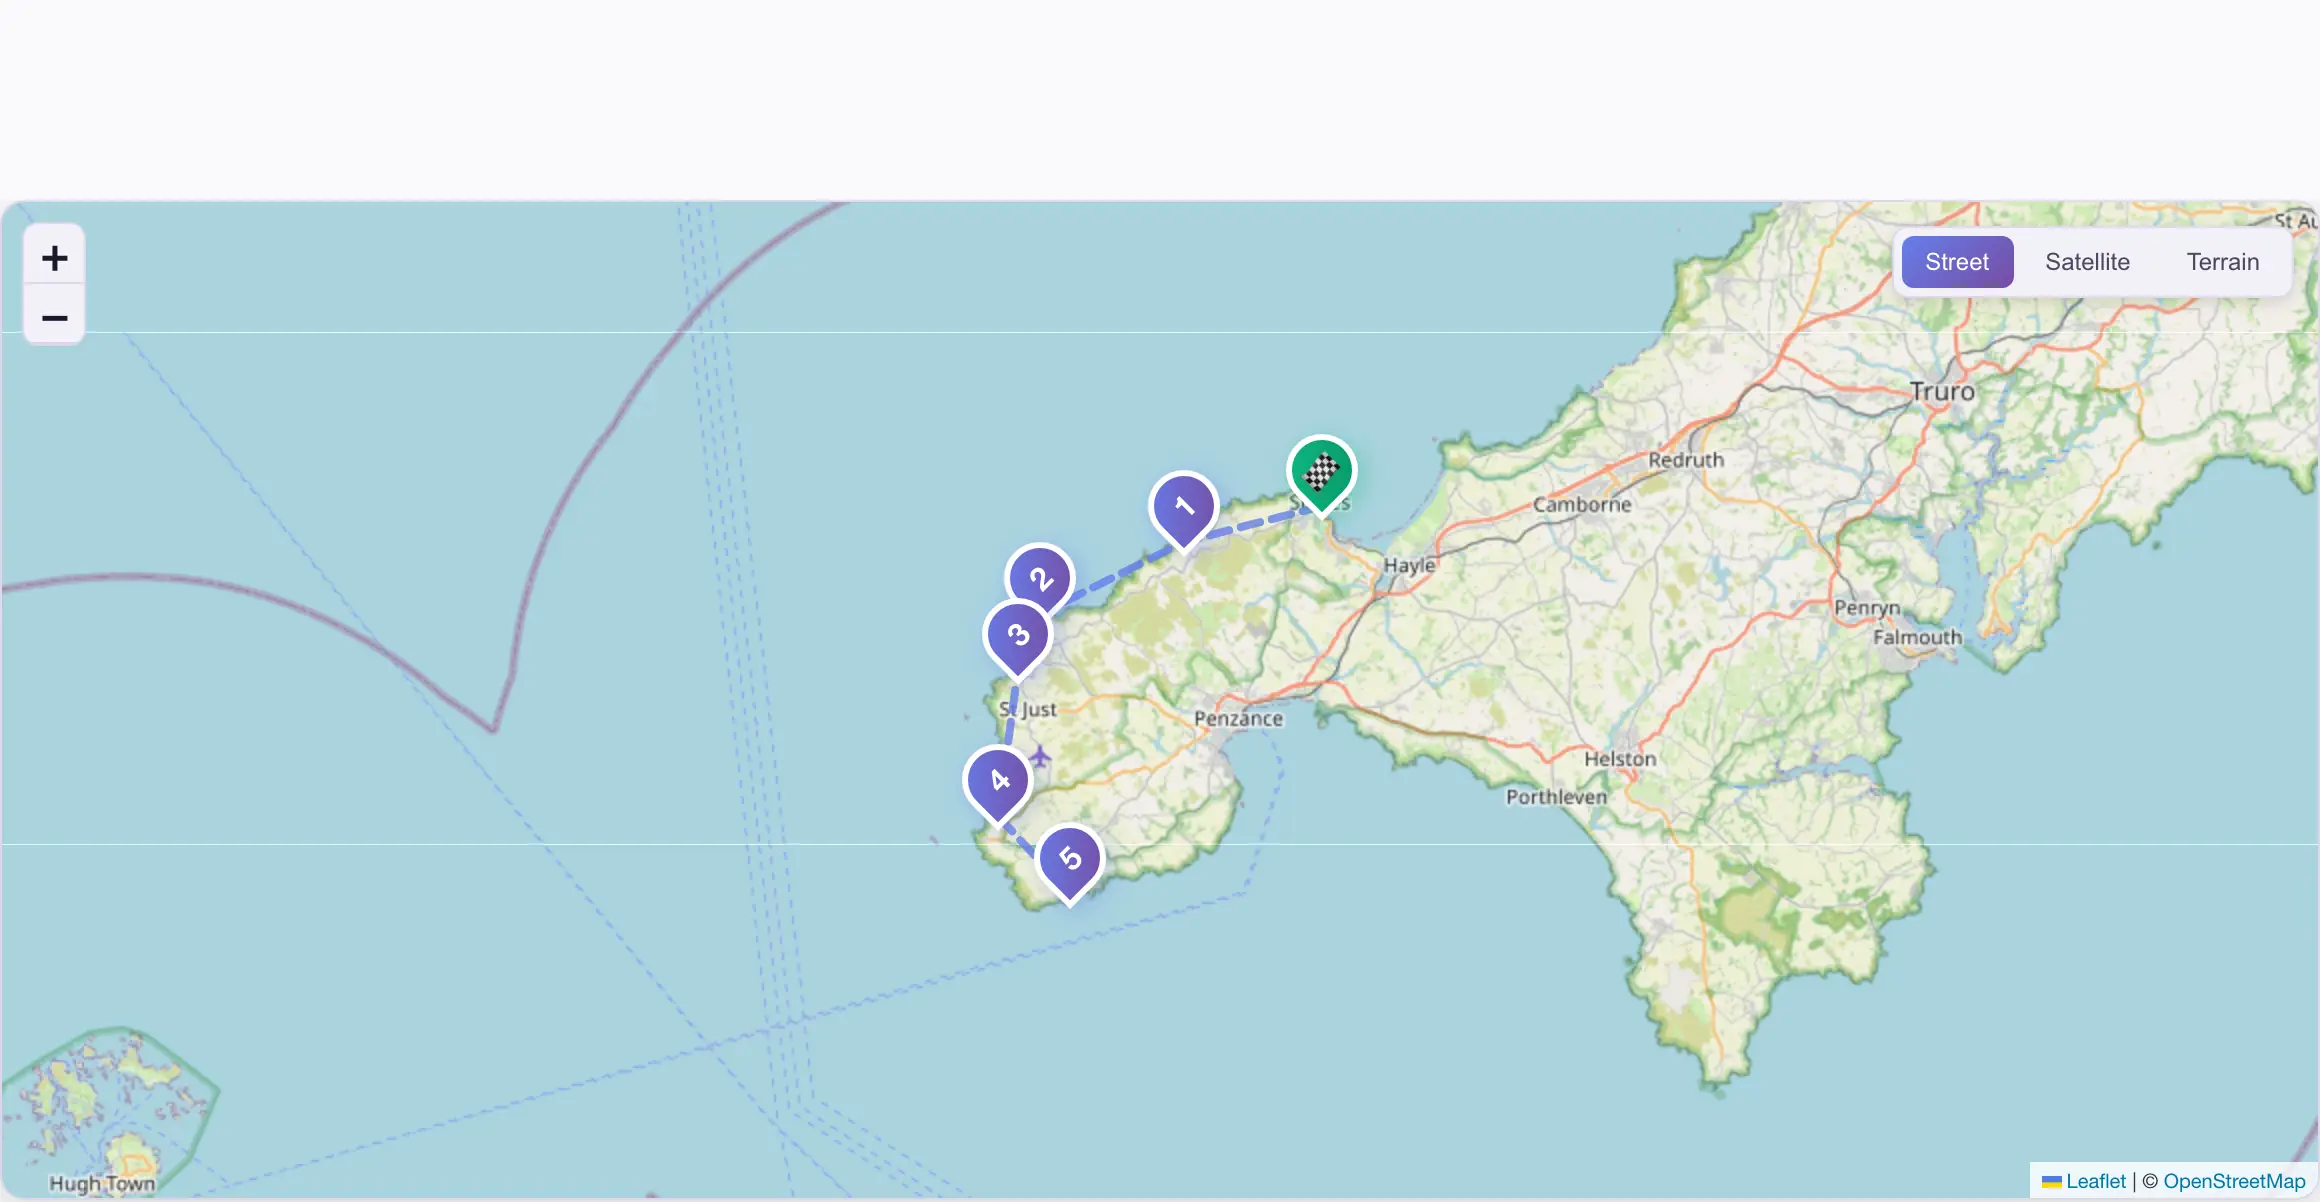 +
−
Street Satellite Terrain
St Au
Truro
Redruth
Camborne
1
Hayle
2
Penryn
3
Falmouth
St Just
Penzance
Helston
4
Porthleven
5
Hugh Town
Leaflet | © OpenStreetMap